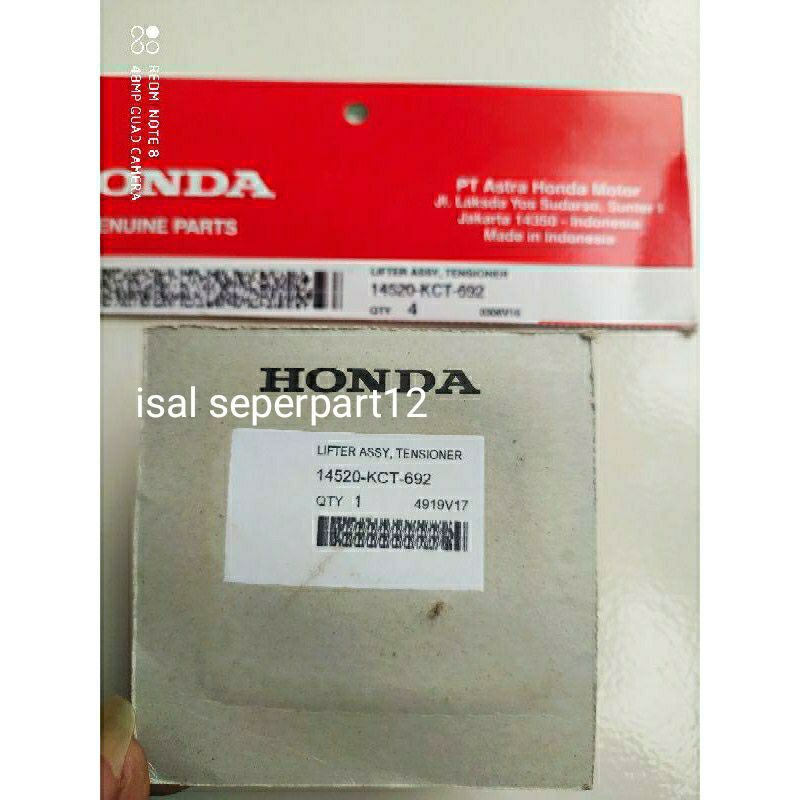 REDMI NOTE 8
48MP QUAD CAMERA
ONDA
ENUINE PARTS
PT Astra Honda Motor
Jl. Laksda Yos Sudarso, Sunter I
Jakarta 14350 - Indonesia
Made in Indonesia
LIFTER ASSY, TENSIONER
14520-KCT-692
QTY 4
HONDA
isal seperpart12
LIFTER ASSY, TENSIONER
14520-KCT-692
QTY 1 4919V17